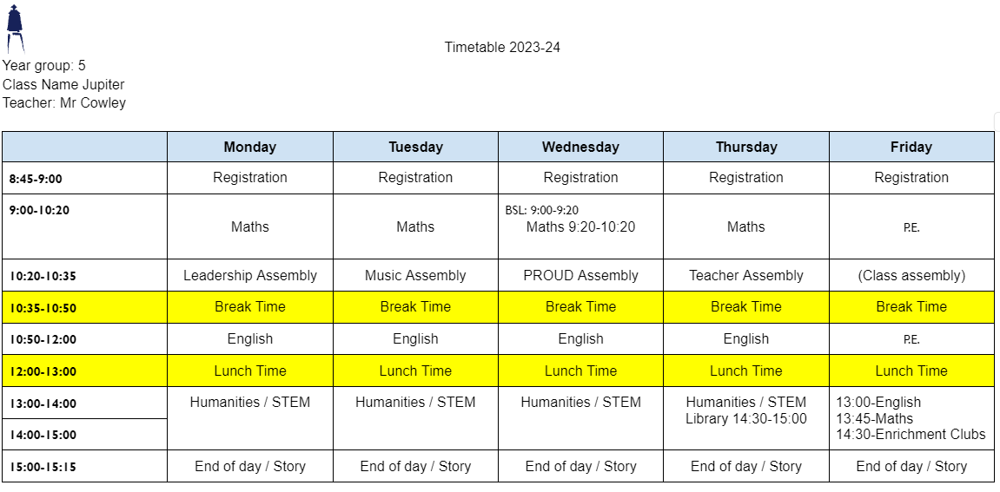 Timetable 2023-24
Year group: 5
Class Name Jupiter
Teacher: Mr Cowley
Monday Tuesday Wednesday Thursday Friday
8:45-9:00 Registration Registration Registration Registration Registration
9:00-10:20 Maths Maths BSL: 9:00-9:20 Maths P.E.
Maths 9:20-10:20
10:20-10:35 Leadership Assembly Music Assembly PROUD Assembly Teacher Assembly (Class assembly)
10:35-10:50 Break Time Break Time Break Time Break Time Break Time
10:50-12:00 English English English English P.E.
12:00-13:00 Lunch Time Lunch Time Lunch Time Lunch Time Lunch Time
13:00-14:00 Humanities / STEM Humanities / STEM Humanities / STEM Humanities / STEM 13:00-English
Library 14:30-15:00 13:45-Maths
14:00-15:00 14:30-Enrichment Clubs
15:00-15:15 End of day / Story End of day / Story End of day / Story End of day / Story End of day / Story